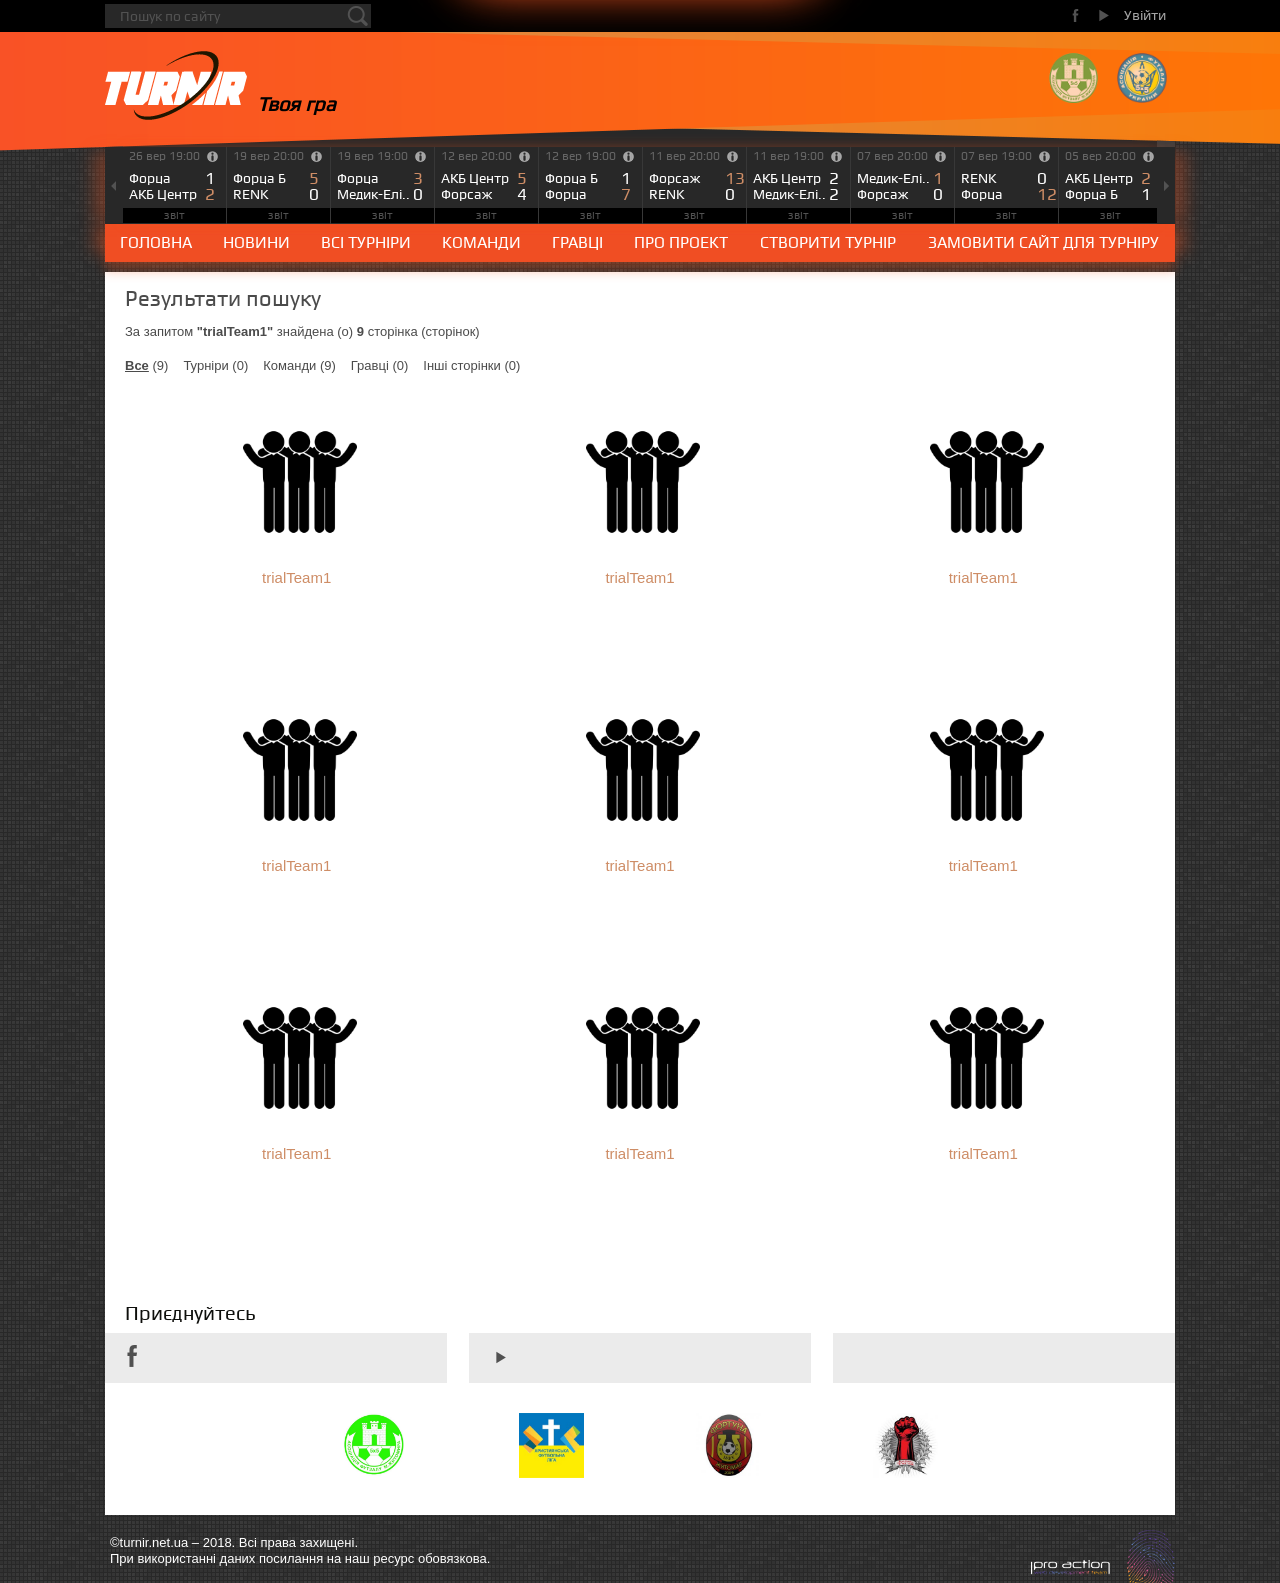 Пошук по сайту
Увійти
TURNIR Твоя гра
26 вер 19:00 19 вер 20:00 19 вер 19:00 12 вер 20:00 12 вер 19:00 11 вер 20:00 11 вер 19:00 07 вер 20:00 07 вер 19:00 05 вер 20:00
Форца 1 Форца Б 5 Форца 3 АКБ Центр 5 Форца Б 1 Форсаж 13 АКБ Центр 2 Медик-Елі.. 1 RENK 0 АКБ Центр 2
АКБ Центр 2 RENK 0 Медик-Елі.. 0 Форсаж 4 Форца 7 RENK 0 Медик-Елі.. 2 Форсаж 0 Форца 12 Форца Б 1
звіт звіт звіт звіт звіт звіт звіт звіт звіт звіт
ГОЛОВНА НОВИНИ ВСІ ТУРНІРИ КОМАНДИ ГРАВЦІ ПРО ПРОЕКТ СТВОРИТИ ТУРНІР ЗАМОВИТИ САЙТ ДЛЯ ТУРНІРУ
Результати пошуку
За запитом "trialTeam1" знайдена (о) 9 сторінка (сторінок)
Все (9) Турніри (0) Команди (9) Гравці (0) Інші сторінки (0)
trialTeam1 trialTeam1 trialTeam1
trialTeam1 trialTeam1 trialTeam1
trialTeam1 trialTeam1 trialTeam1
Приєднуйтесь
©turnir.net.ua – 2018. Всі права захищені.
При використанні даних посилання на наш ресурс обовязкова.
pro action